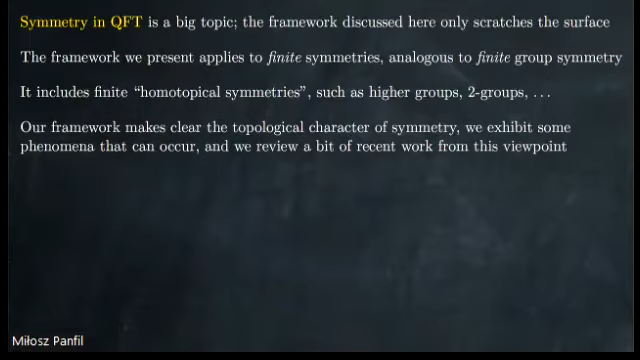 Symmetry in QFT is a big topic; the framework discussed here only scratches the surface
The framework we present applies to finite symmetries, analogous to finite group symmetry
It includes finite “homotopical symmetries”, such as higher groups, 2-groups, ...
Our framework makes clear the topological character of symmetry, we exhibit some
phenomena that can occur, and we review a bit of recent work from this viewpoint
Miłosz Panfil